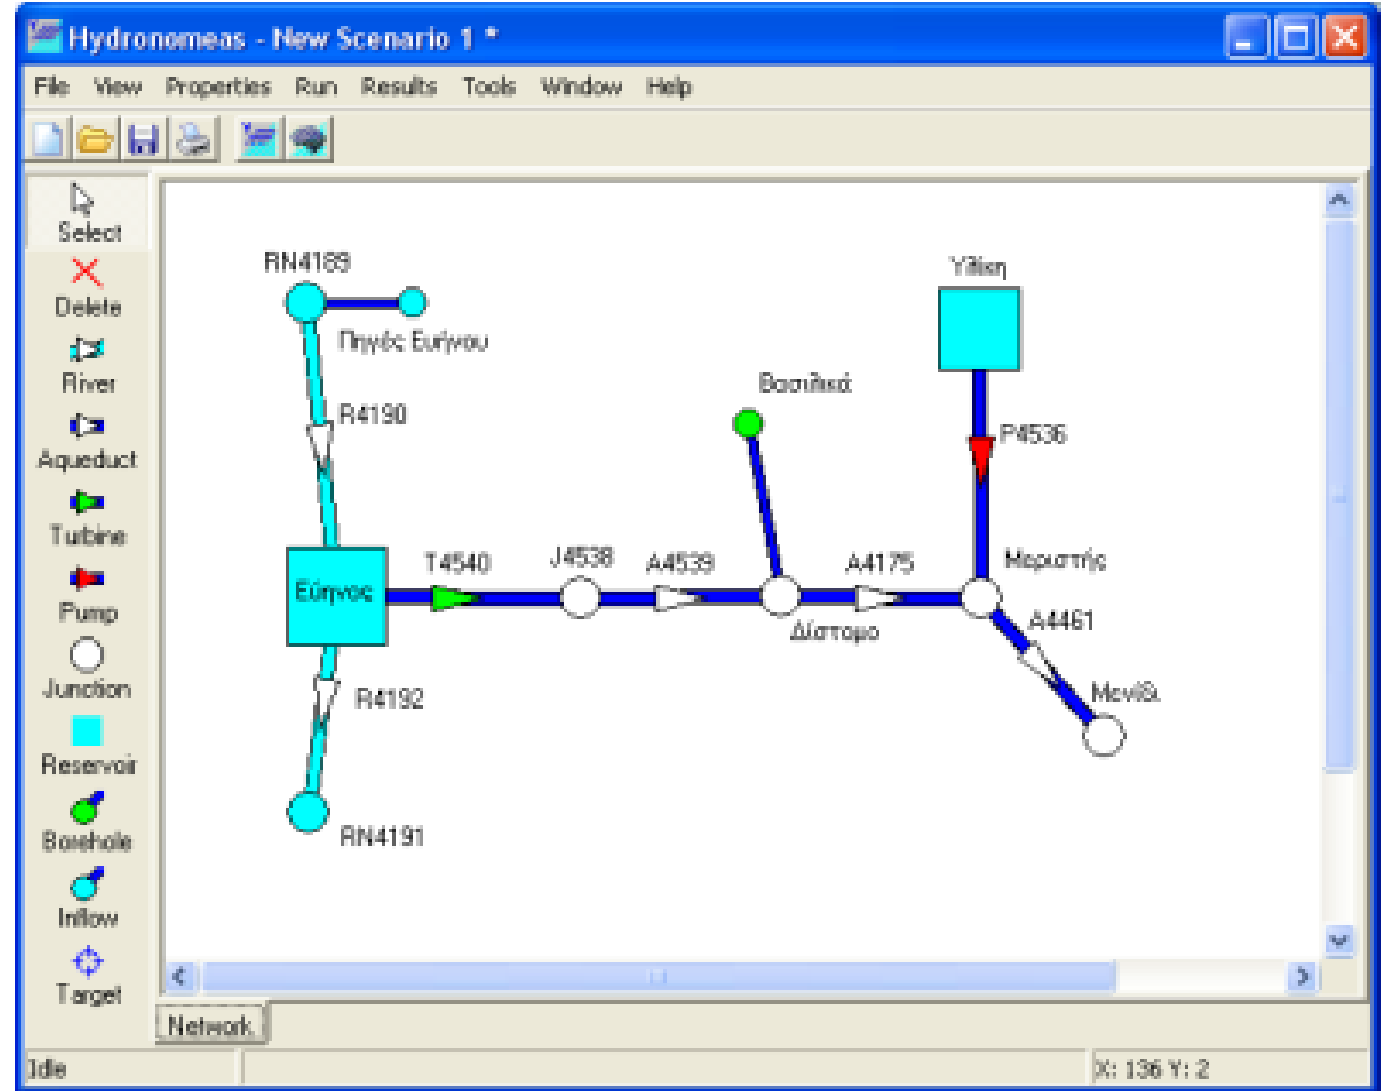 Hydronomeas - New Scenario 1 *
File View Properties Run Results Tools Window Help
Select
Delete
River
Aqueduct
Turbine
Pump
Junction
Reservoir
Borehole
Inflow
Target
RN4189
Πηγές Ευήνου
R4190
Εύηνος
T4540
J4538
A4539
Βασιλικά
Δίστομο
A4175
Υλίκη
P4536
Μεριστής
A4461
Μενίδι
R4192
RN4191
Network
Idle
X: 136 Y: 2